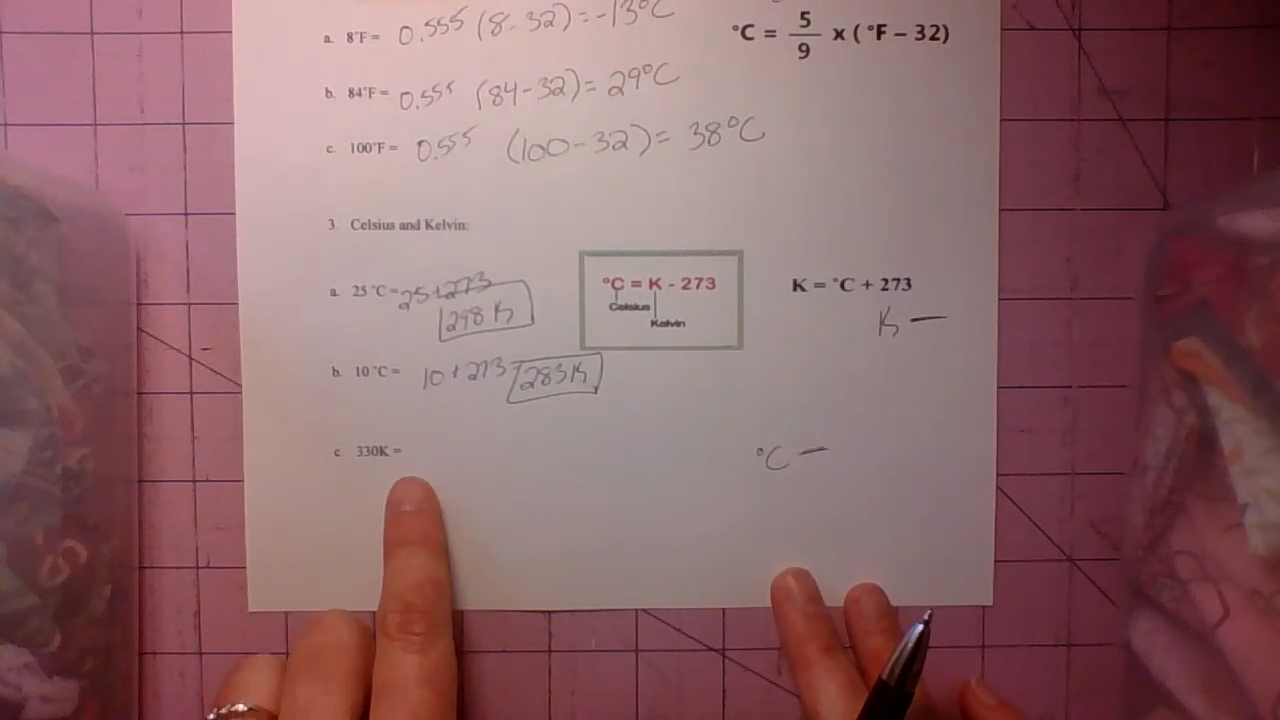 a. 8°F = 0.555 (8-32) = -13°C
°C = 5/9 x (°F – 32)
b. 84°F = 0.555 (84-32) = 29°C
c. 100°F = 0.555 (100-32) = 38°C
3. Celsius and Kelvin:
a. 25 °C = 25+273
298 K
°C = K - 273
Celsius
Kelvin
K = °C + 273
K —
b. 10 °C = 10+273 283K
c. 330K =
°C —